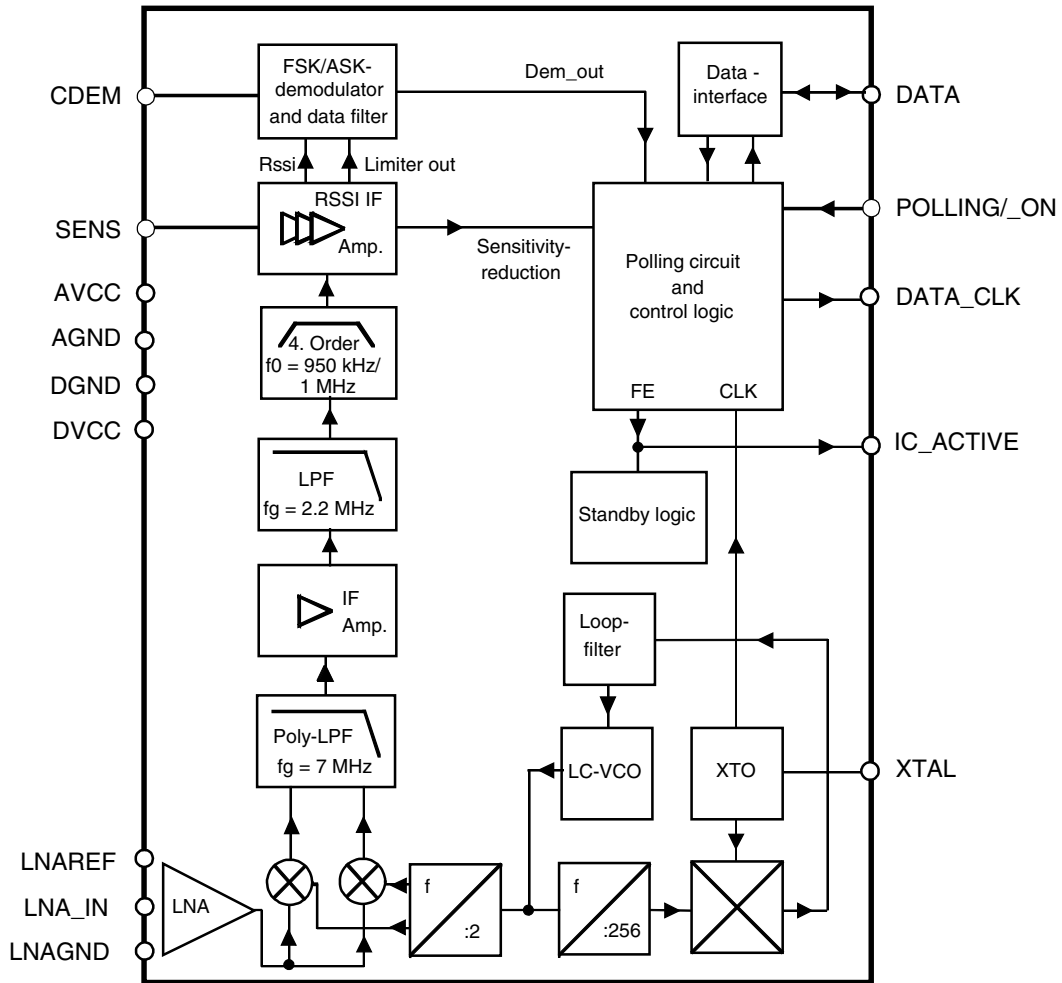 CDEM
FSK/ASK-
demodulator
and data filter
Dem_out
Data -
interface
DATA
Rssi
Limiter out
SENS
RSSI IF
Amp.
Sensitivity-
reduction
Polling circuit
and
control logic
FE
CLK
POLLING/_ON
DATA_CLK
AVCC
AGND
DGND
DVCC
4. Order
f0 = 950 kHz/
1 MHz
IC_ACTIVE
LPF
fg = 2.2 MHz
Standby logic
IF
Amp.
Loop-
filter
Poly-LPF
fg = 7 MHz
LC-VCO
XTO
XTAL
LNAREF
LNA_IN
LNAGND
LNA
f
:2
f
:256